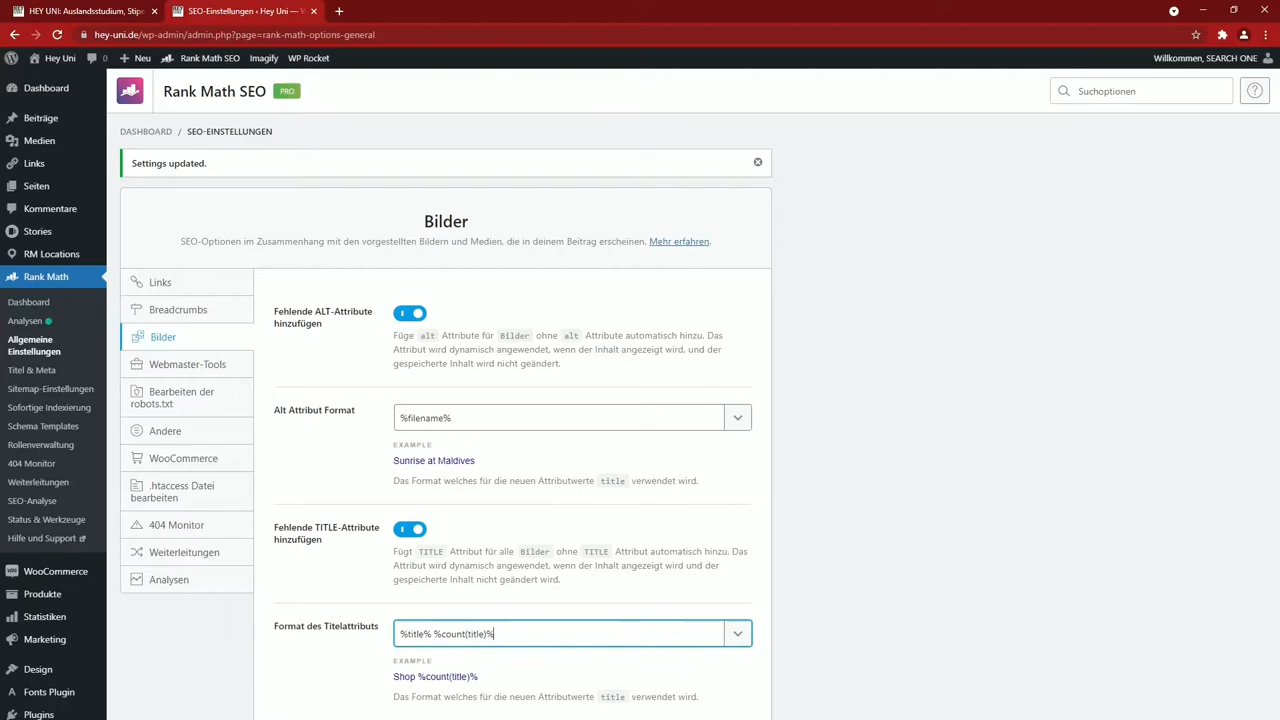 HEY UNI: Auslandsstudium, Stipe
SEO-Einstellungen ‹ Hey Uni — W
hey-uni.de/wp-admin/admin.php?page=rank-math-options-general
Hey Uni
0
Neu
Rank Math SEO
Imagify
WP Rocket
Willkommen, SEARCH ONE
Dashboard
Beiträge
Medien
Links
Seiten
Kommentare
Stories
RM Locations
Rank Math
Dashboard
Analysen
Allgemeine
Einstellungen
Titel & Meta
Sitemap-Einstellungen
Sofortige Indexierung
Schema Templates
Rollenverwaltung
404 Monitor
Weiterleitungen
SEO-Analyse
Status & Werkzeuge
Hilfe und Support
WooCommerce
Produkte
Statistiken
Marketing
Design
Fonts Plugin
Plugins
Rank Math SEO
PRO
Suchoptionen
DASHBOARD / SEO-EINSTELLUNGEN
Settings updated.
Bilder
SEO-Optionen im Zusammenhang mit den vorgestellten Bildern und Medien, die in deinem Beitrag erscheinen. Mehr erfahren.
Links
Breadcrumbs
Bilder
Webmaster-Tools
Bearbeiten der
robots.txt
Andere
WooCommerce
.htaccess Datei
bearbeiten
404 Monitor
Weiterleitungen
Analysen
Fehlende ALT-Attribute
hinzufügen
Füge alt Attribute für Bilder ohne alt Attribute automatisch hinzu. Das
Attribut wird dynamisch angewendet, wenn der Inhalt angezeigt wird, und der
gespeicherte Inhalt wird nicht geändert.
Alt Attribut Format
%filename%
EXAMPLE
Sunrise at Maldives
Das Format welches für die neuen Attributwerte title verwendet wird.
Fehlende TITLE-Attribute
hinzufügen
Fügt TITLE Attribut für alle Bilder ohne TITLE Attribut automatisch hinzu. Das
Attribut wird dynamisch angewendet, wenn der Inhalt angezeigt wird und der
gespeicherte Inhalt nicht geändert wird.
Format des Titelattributs
%title% %count(title)%
EXAMPLE
Shop %count(title)%
Das Format welches für die neuen Attributwerte title verwendet wird.